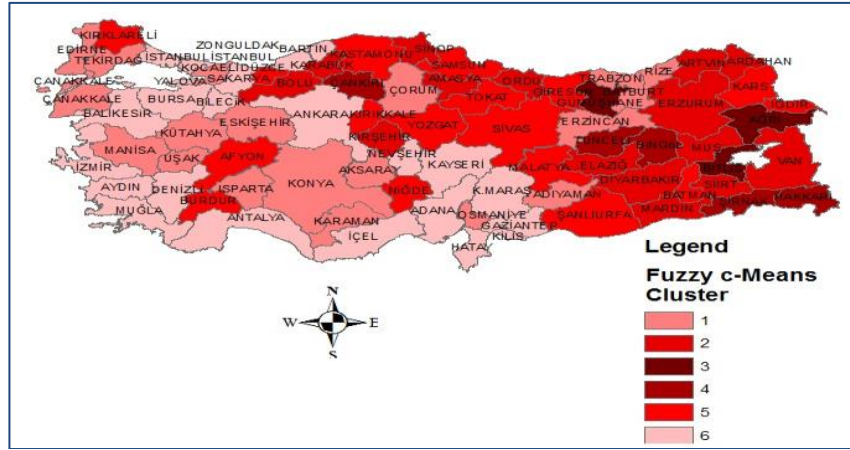 KIRKLARELİ
EDİRNE
TEKİRDAĞ
İSTANBUL
İSTANBUL
ZONGULDAK
BARTIN
KASTAMONU
SİNOP
KOCAELİ
DÜZCE
KARABÜK
SAMSUN
ARTVİN
ARDAHAN
ÇANAKKALE
YALOVA
SAKARYA
BOLU
ÇANKIRI
ÇORUM
AMASYA
ORDU
GİRESUN
TRABZON
RİZE
KARS
ÇANAKKALE
BURSA
BİLECİK
TOKAT
GÜMÜŞHANE
BAYBURT
ERZURUM
IĞDIR
BALIKESİR
ESKİŞEHİR
ANKARA
KIRIKKALE
YOZGAT
SİVAS
ERZİNCAN
AĞRI
KÜTAHYA
KIRŞEHİR
TUNCELİ
BİNGÖL
MUŞ
MANİSA
UŞAK
AFYON
NEVŞEHİR
KAYSERİ
MALATYA
ELAZIĞ
VAN
İZMİR
AKSARAY
DİYARBAKIR
AYDIN
DENİZLİ
ISPARTA
KONYA
NİĞDE
K.MARAŞ
ADIYAMAN
BATMAN
SİİRT
BURDUR
MUĞLA
ANTALYA
KARAMAN
ADANA
OSMANİYE
GAZİANTEP
ŞANLIURFA
MARDİN
ŞIRNAK
HAKKARİ
İÇEL
KİLİS
HATAY
Legend
Fuzzy c-Means
Cluster
1
2
3
4
5
6
N
W E
S